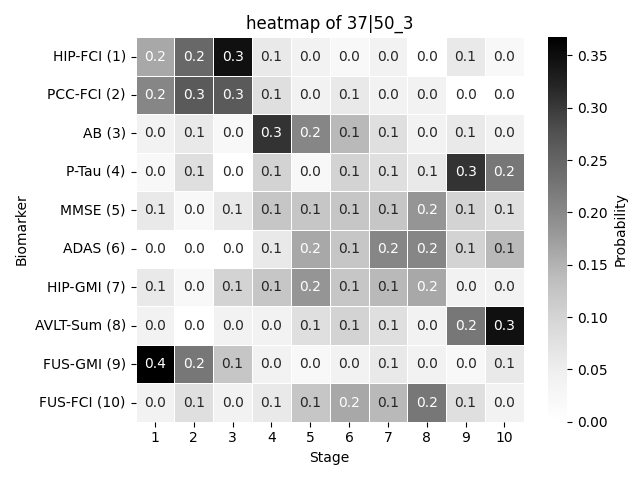 heatmap of 37|50_3
HIP-FCI (1) 0.2 0.2 0.3 0.1 0.0 0.0 0.0 0.0 0.1 0.0
PCC-FCI (2) 0.2 0.3 0.3 0.1 0.0 0.1 0.0 0.0 0.0 0.0
AB (3) 0.0 0.1 0.0 0.3 0.2 0.1 0.1 0.0 0.1 0.0
P-Tau (4) 0.0 0.1 0.0 0.1 0.0 0.1 0.1 0.1 0.3 0.2
MMSE (5) 0.1 0.0 0.1 0.1 0.1 0.1 0.1 0.2 0.1 0.1
ADAS (6) 0.0 0.0 0.0 0.1 0.2 0.1 0.2 0.2 0.1 0.1
HIP-GMI (7) 0.1 0.0 0.1 0.1 0.2 0.1 0.1 0.2 0.0 0.0
AVLT-Sum (8) 0.0 0.0 0.0 0.0 0.1 0.1 0.1 0.0 0.2 0.3
FUS-GMI (9) 0.4 0.2 0.1 0.0 0.0 0.0 0.1 0.0 0.0 0.1
FUS-FCI (10) 0.0 0.1 0.0 0.1 0.1 0.2 0.1 0.2 0.1 0.0
1 2 3 4 5 6 7 8 9 10
Stage
Biomarker
0.35
0.30
0.25
0.20
0.15
0.10
0.05
0.00
Probability